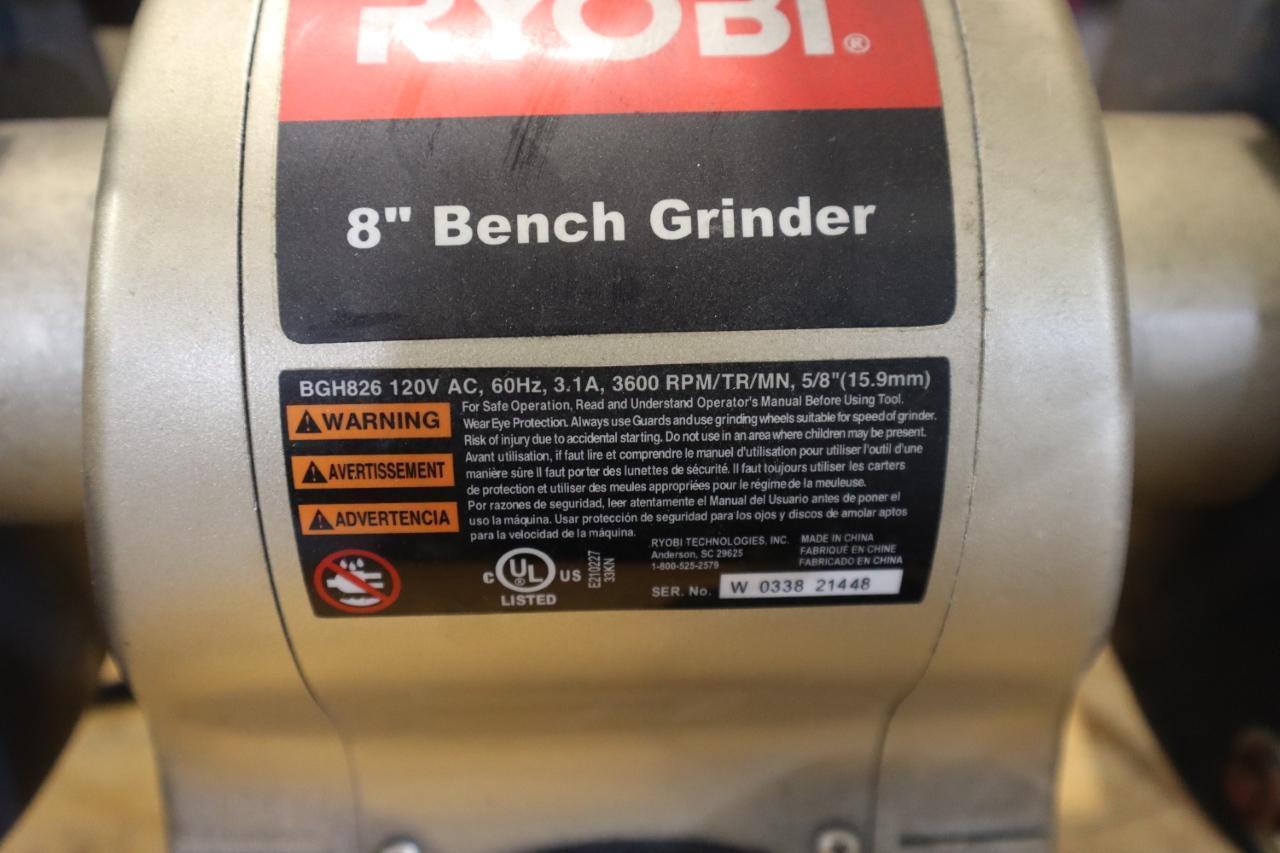 RYOBI®
8" Bench Grinder
BGH826 120V AC, 60Hz, 3.1A, 3600 RPM/TR/MN, 5/8"(15.9mm)
WARNING
For Safe Operation, Read and Understand Operator's Manual Before Using Tool.
Wear Eye Protection. Always use Guards and use grinding wheels suitable for speed of grinder.
Risk of injury due to accidental starting. Do not use in an area where children may be present.
AVERTISSEMENT
Avant utilisation, if faut lire et comprendre le manuel d'utilisation pour utiliser l'outil d'une
manière sûre Il faut porter des lunettes de sécurité. Il faut toujours utiliser les carters
de protection et utiliser des meules appropriées pour le régime de la meuleuse.
ADVERTENCIA
Por razones de seguridad, leer atentamente el Manual del Usuario antes de poner el
uso la máquina. Usar protección de seguridad para los ojos y discos de amolar aptos
para la velocidad de la máquina.
C UL US
LISTED
E210227
33KN
RYOBI TECHNOLOGIES, INC.
Anderson, SC 29625
1-800-525-2579
MADE IN CHINA
FABRIQUÉ EN CHINE
FABRICADO EN CHINA
SER. No. W 0338 21448